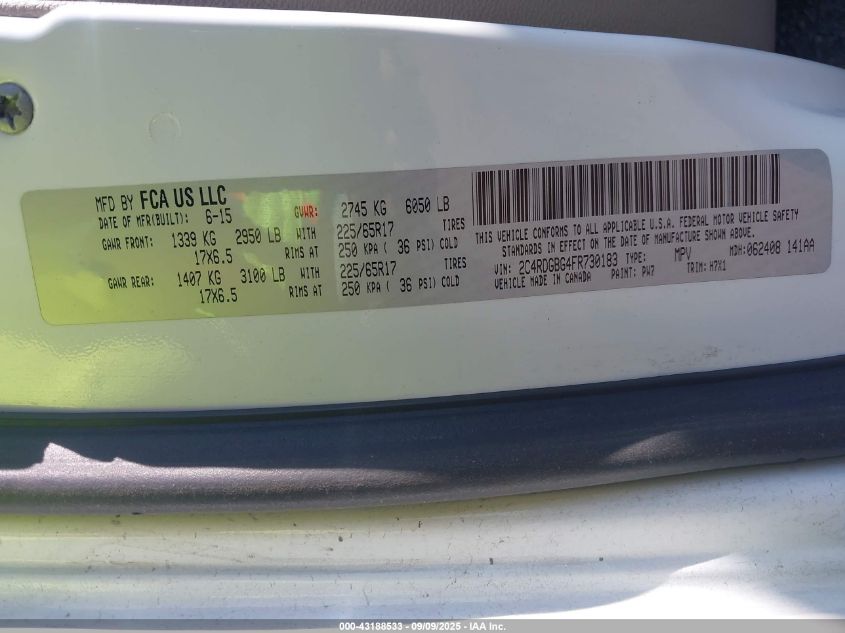 MFD BY FCA US LLC
DATE OF MFR(BUILT): 6-15 GVWR: 2745 KG 6050 LB
GAWR FRONT: 1339 KG 2950 LB WITH 225/65R17 TIRES
17X6.5 RIMS AT 250 KPA ( 36 PSI) COLD
GAWR REAR: 1407 KG 3100 LB WITH 225/65R17 TIRES
17X6.5 RIMS AT 250 KPA ( 36 PSI) COLD
THIS VEHICLE CONFORMS TO ALL APPLICABLE U.S.A. FEDERAL MOTOR VEHICLE SAFETY
STANDARDS IN EFFECT ON THE DATE OF MANUFACTURE SHOWN ABOVE.
VIN: 2C4RDGBG4FR730183 TYPE: MPV MDH: 062408 141AA
VEHICLE MADE IN CANADA PAINT: PW7 TRIM: H7X1
000-43188533 - 09/09/2025 - IAA Inc.